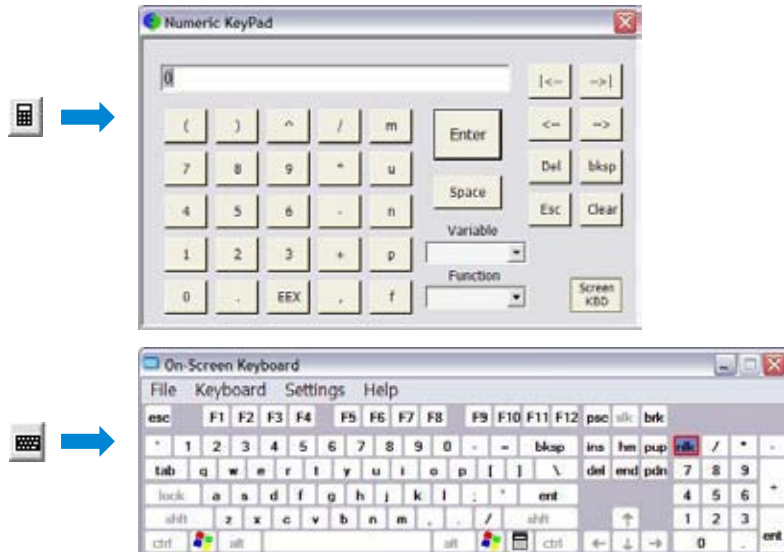 Numeric KeyPad
0
|<-- -->|
( ) ^ / m Enter <-- -->
7 8 9 * u Del bksp
4 5 6 - n Space Esc Clear
Variable
1 2 3 + p
Function
0 . EEX , f Screen KBD
On-Screen Keyboard
File Keyboard Settings Help
esc F1 F2 F3 F4 F5 F6 F7 F8 F9 F10 F11 F12 psc slk brk
` 1 2 3 4 5 6 7 8 9 0 - = bksp ins hm pup nlk / * -
tab q w e r t y u i o p [ ] \ del end pdn 7 8 9 +
lock a s d f g h j k l ; ' ent 4 5 6
shft z x c v b n m , . / shft ↑ 1 2 3 ent
ctrl alt alt ctrl ← ↓ → 0 .